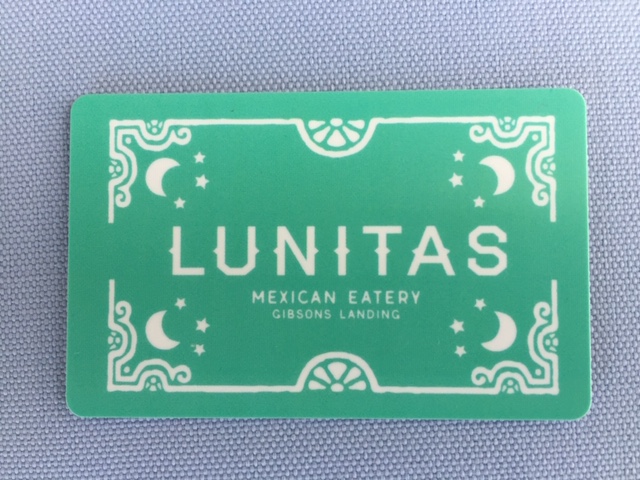 LUNITAS
MEXICAN EATERY
GIBSONS LANDING